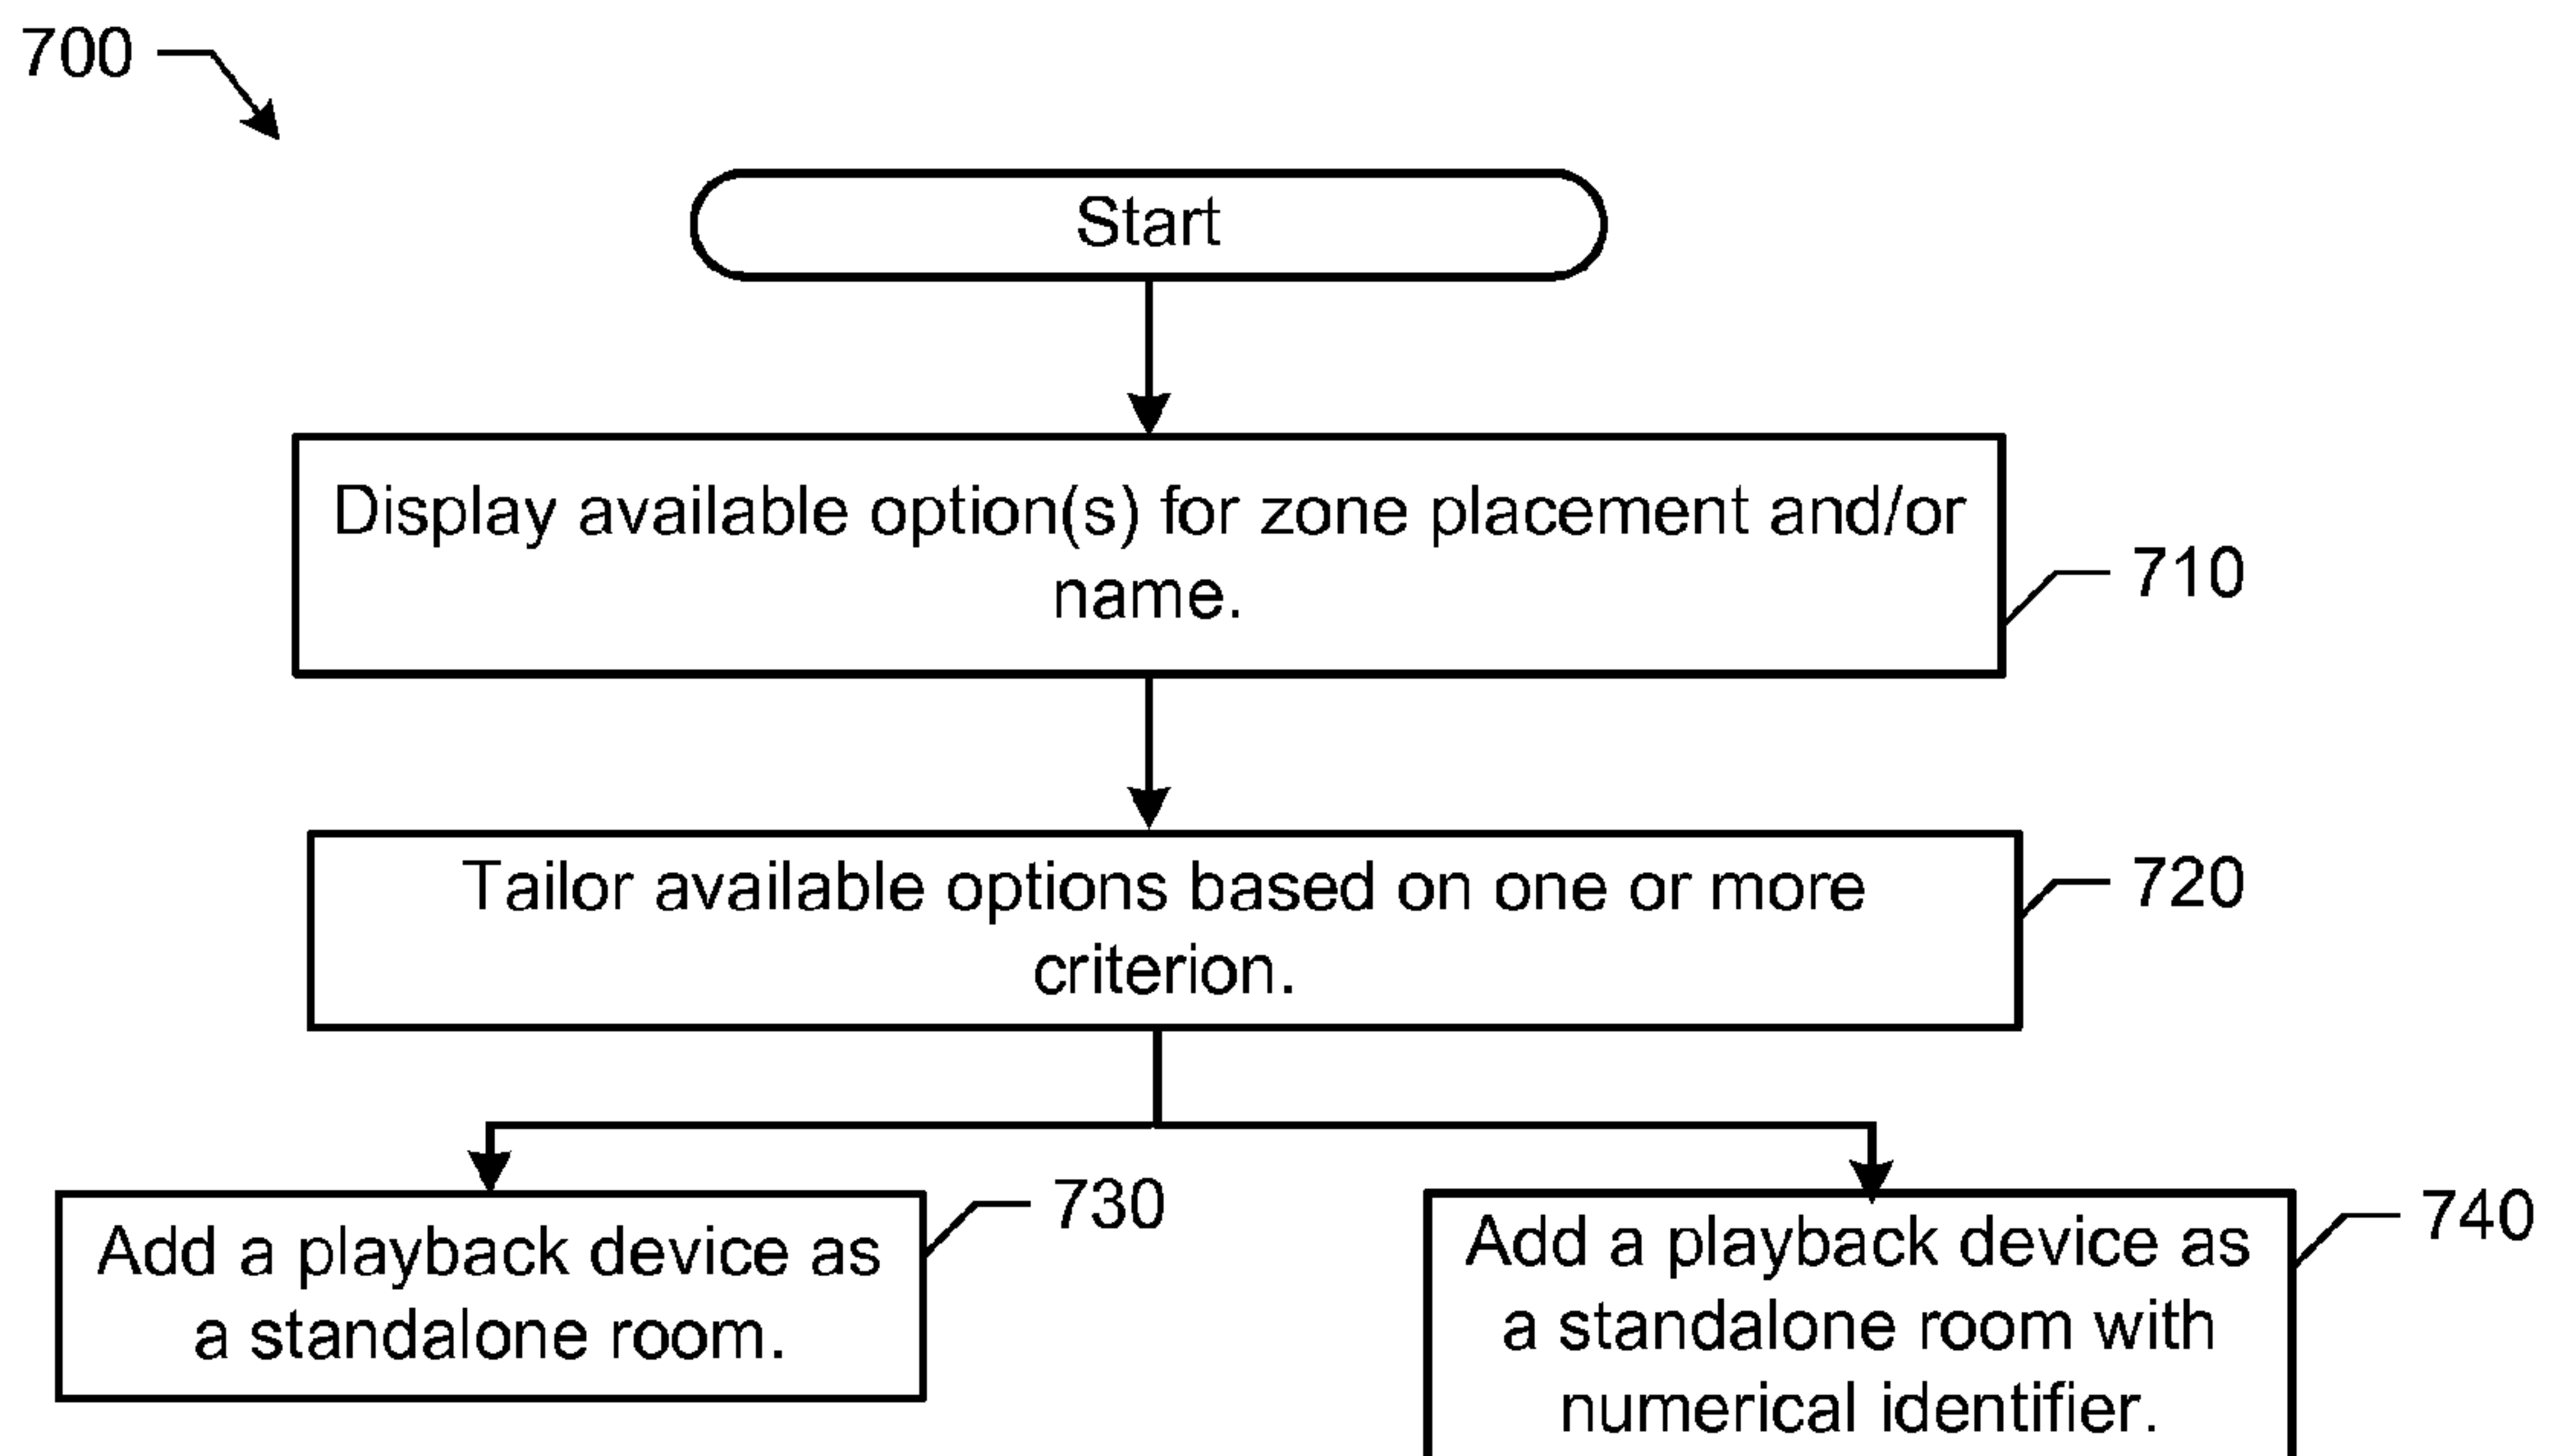 700
Start
Display available option(s) for zone placement and/or
name.
710
Tailor available options based on one or more
criterion.
720
Add a playback device as
a standalone room.
730
Add a playback device as
a standalone room with
numerical identifier.
740